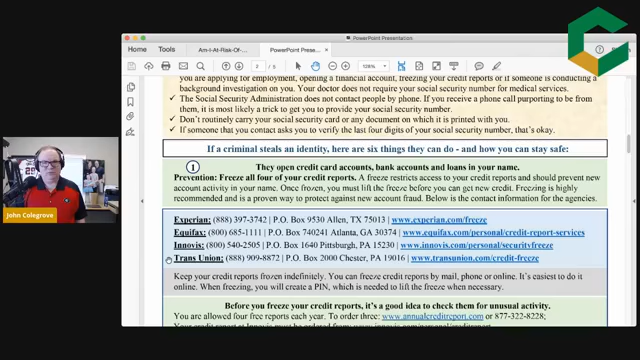 PowerPoint Presentation
Home Tools Am-I-At-Risk-Of-... PowerPoint Prese...
2 / 5 126%
you are applying for employment, opening a financial account, freezing your credit reports or if someone is conducting a
background investigation on you. Your doctor does not require your social security number for medical services.
✓ The Social Security Administration does not contact people by phone. If you receive a phone call purporting to be from
them, it is most likely a trick to get you to provide your social security number.
✓ Don't routinely carry your social security card or any document on which it is printed with you.
✓ If someone that you contact asks you to verify the last four digits of your social security number, that's okay.
If a criminal steals an identity, here are six things they can do - and how you can stay safe:
1 They open credit card accounts, bank accounts and loans in your name.
Prevention: Freeze all four of your credit reports. A freeze restricts access to your credit reports and should prevent new
account activity in your name. Once frozen, you must lift the freeze before you can get new credit. Freezing is highly
recommended and is a proven way to protect against new account fraud. Below is the contact information for the agencies.
Experian: (888) 397-3742 | P.O. Box 9530 Allen, TX 75013 | www.experian.com/freeze
Equifax: (800) 685-1111 | P.O. Box 740241 Atlanta, GA 30374 | www.equifax.com/personal/credit-report-services
Innovis: (800) 540-2505 | P.O. Box 1640 Pittsburgh, PA 15230 | www.innovis.com/personal/securityfreeze
Trans Union: (888) 909-8872 | P.O. Box 2000 Chester, PA 19016 | www.transunion.com/credit-freeze
Keep your credit reports frozen indefinitely. You can freeze credit reports by mail, phone or online. It's easiest to do it
online. When freezing, you will create a PIN, which is needed to lift the freeze when necessary.
Before you freeze your credit reports, it's a good idea to check them for unusual activity.
You are allowed four free reports each year. To order three: www.annualcreditreport.com or 877-322-8228;
Your credit report at Innovis must be ordered from: www.innovis.com/personal/creditreport
John Colegrove